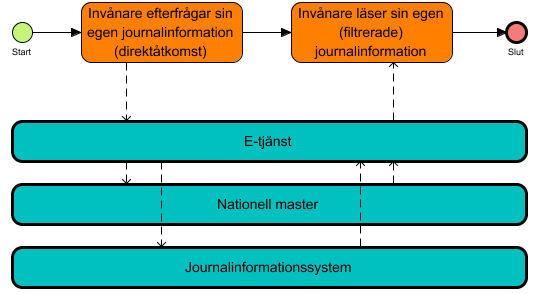 Start
Invånare efterfrågar sin
egen journalinformation
(direktåtkomst)
Invånare läser sin egen
(filtrerade)
journalinformation
Slut
E-tjänst
Nationell master
Journalinformationssystem